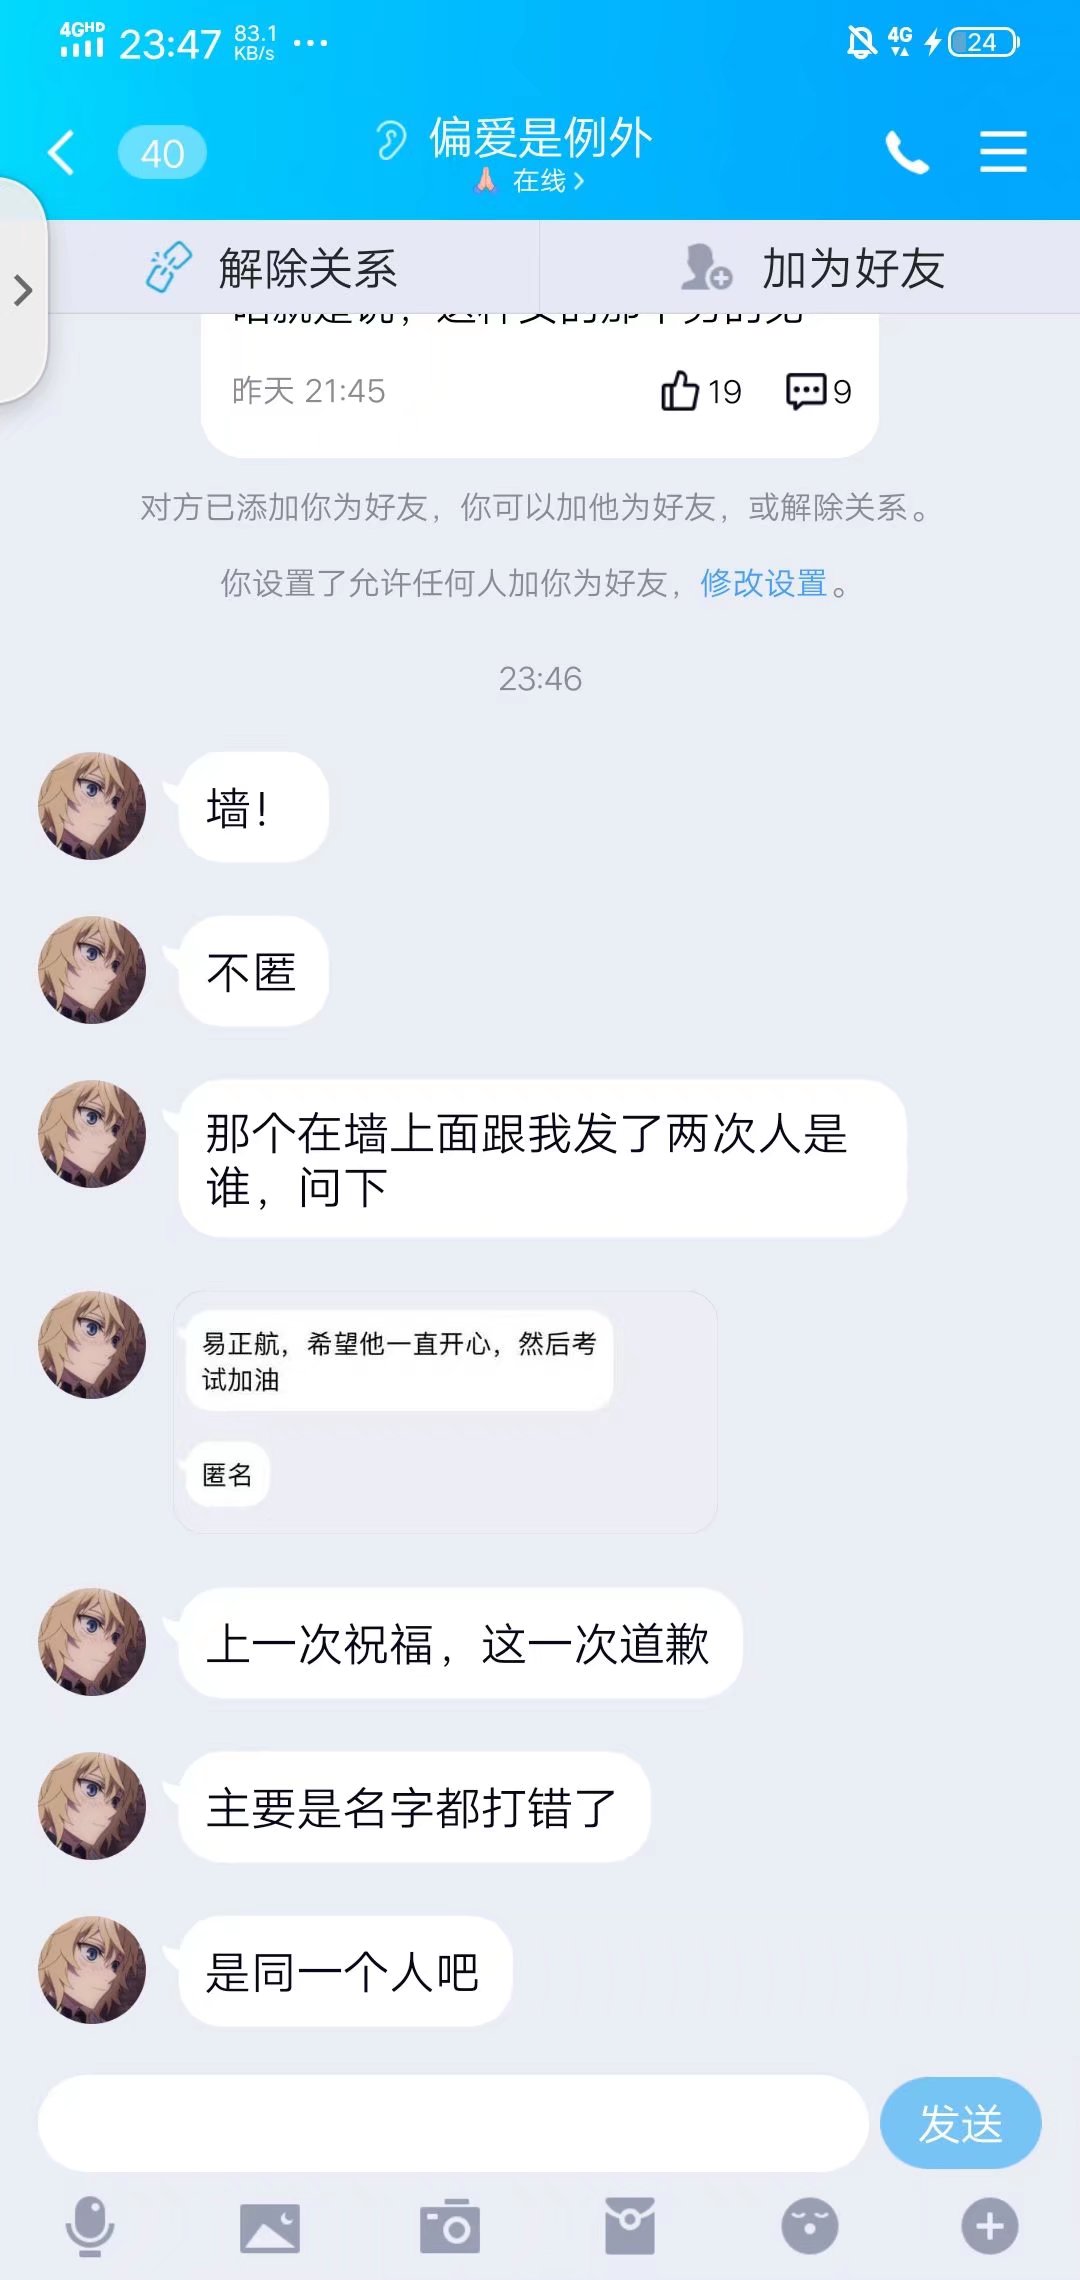 4GHD 23:47 83.1 KB/s ... 4G 24
40
偏爱是例外
在线
解除关系
加为好友
昨天 21:45 19 9
对方已添加你为好友，你可以加他为好友，或解除关系。
你设置了允许任何人加你为好友，修改设置。
23:46
墙！
不匿
那个在墙上面跟我发了两次人是
谁，问下
易正航，希望他一直开心，然后考
试加油
匿名
上一次祝福，这一次道歉
主要是名字都打错了
是同一个人吧
发送